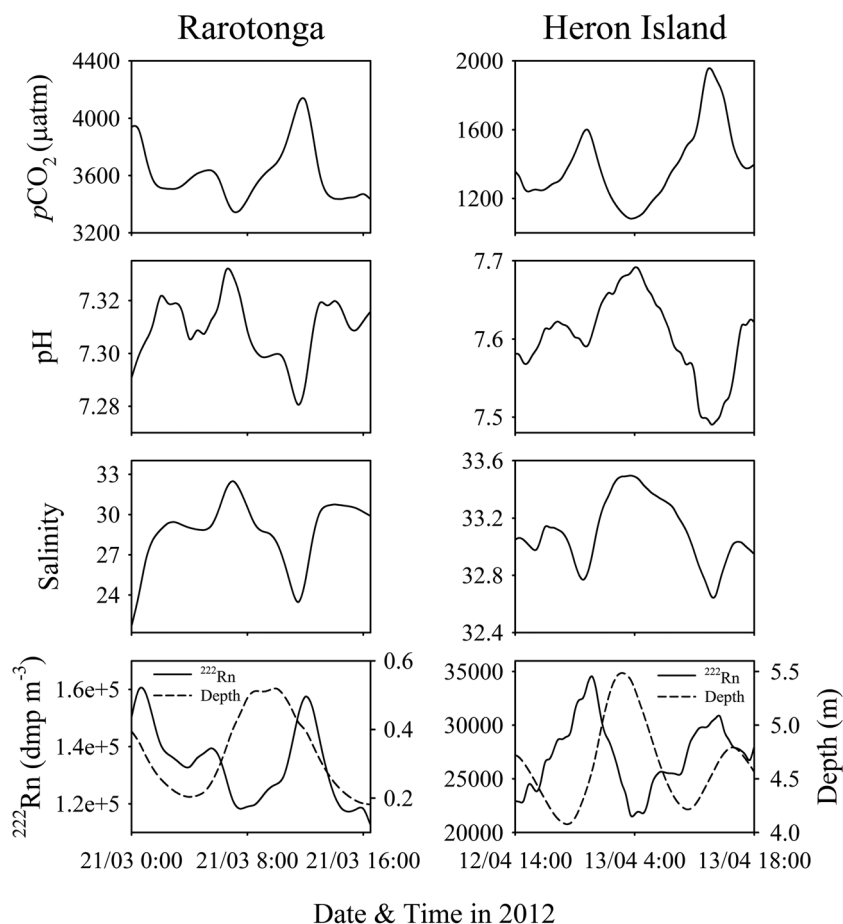 Rarotonga
Heron Island
pCO2 (µatm)
4400
4000
3600
3200
2000
1600
1200
pH
7.32
7.30
7.28
7.7
7.6
7.5
Salinity
33
30
27
24
33.6
33.2
32.8
32.4
222Rn (dmp m-3)
1.6e+5
1.4e+5
1.2e+5
222Rn
Depth
0.6
0.4
0.2
35000
30000
25000
20000
222Rn
Depth
5.5
5.0
4.5
4.0
Depth (m)
21/03 0:00 21/03 8:00 21/03 16:00
12/04 14:00 13/04 4:00 13/04 18:00
Date & Time in 2012